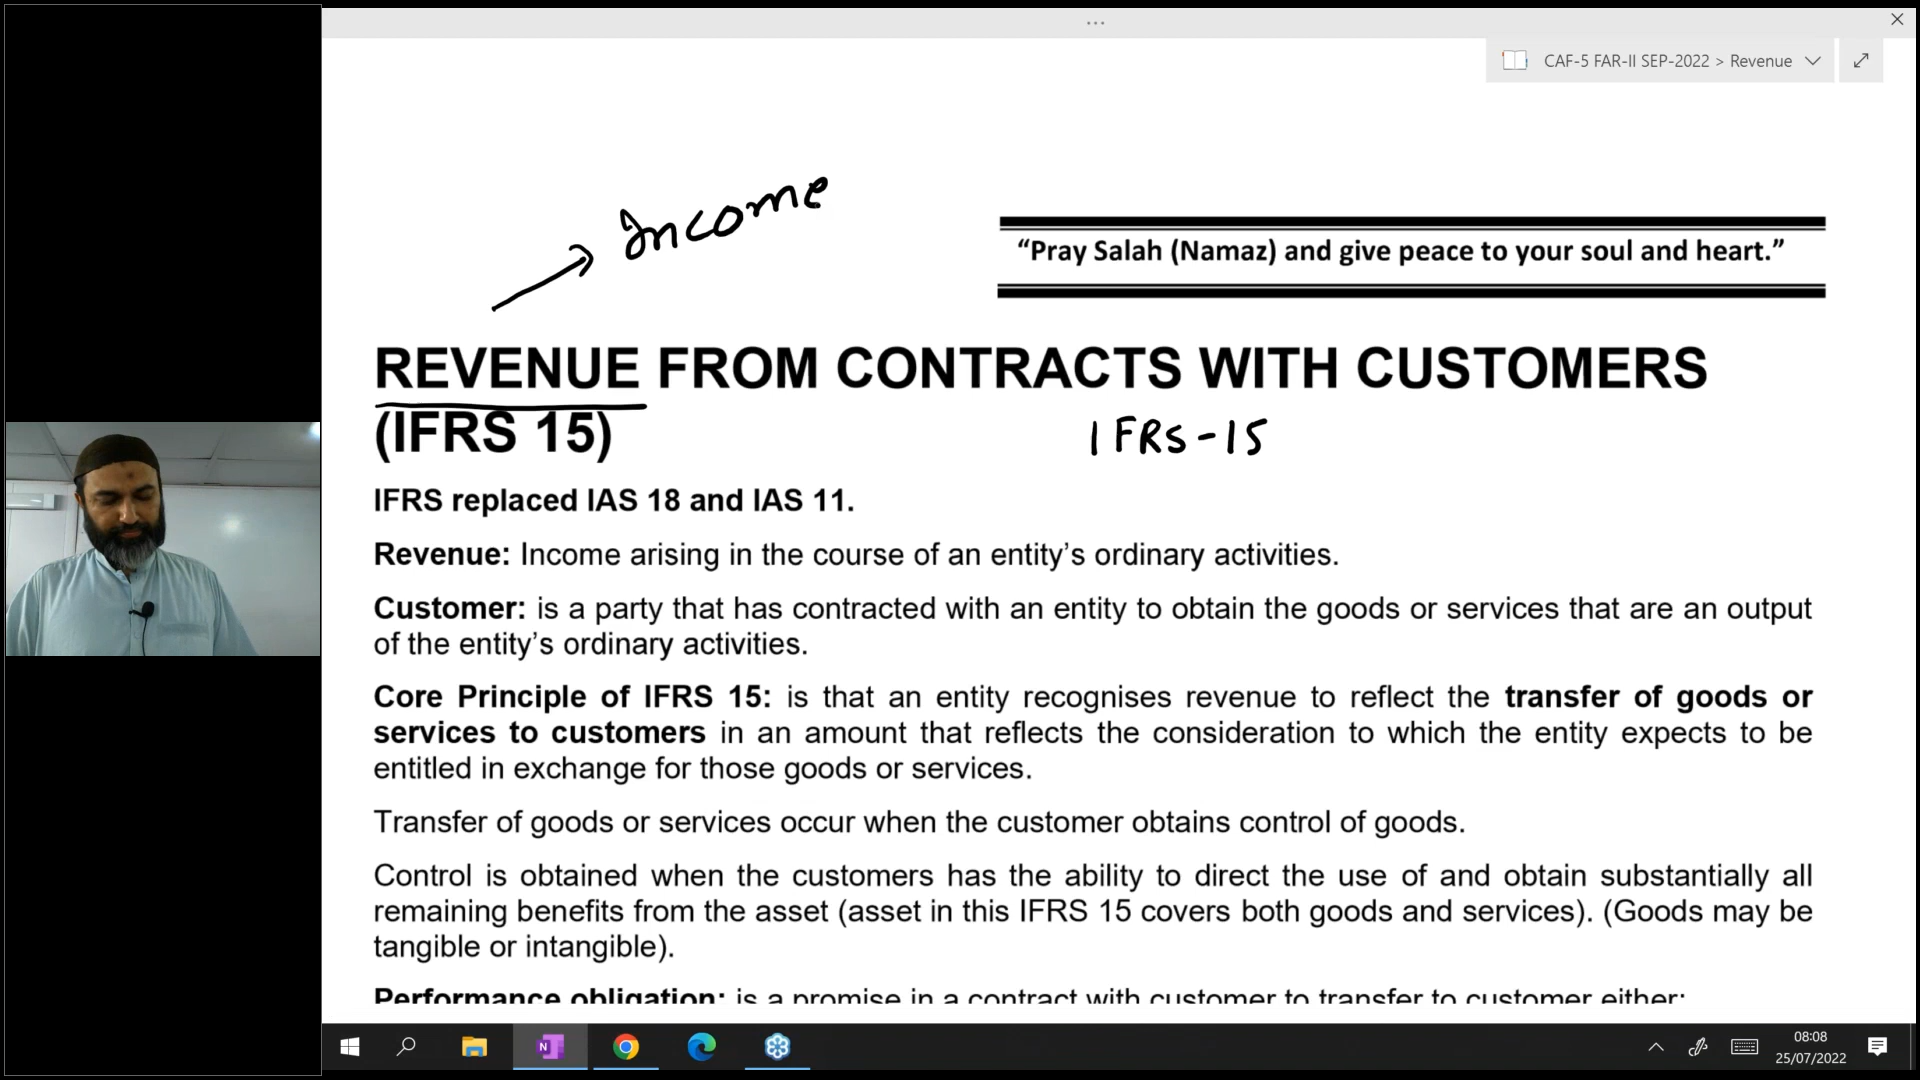 CAF-5 FAR-II SEP-2022 > Revenue
Income
“Pray Salah (Namaz) and give peace to your soul and heart.”
REVENUE FROM CONTRACTS WITH CUSTOMERS
(IFRS 15)
IFRS-15
IFRS replaced IAS 18 and IAS 11.
Revenue: Income arising in the course of an entity’s ordinary activities.
Customer: is a party that has contracted with an entity to obtain the goods or services that are an output
of the entity’s ordinary activities.
Core Principle of IFRS 15: is that an entity recognises revenue to reflect the transfer of goods or
services to customers in an amount that reflects the consideration to which the entity expects to be
entitled in exchange for those goods or services.
Transfer of goods or services occur when the customer obtains control of goods.
Control is obtained when the customers has the ability to direct the use of and obtain substantially all
remaining benefits from the asset (asset in this IFRS 15 covers both goods and services). (Goods may be
tangible or intangible).
Performance obligation: is a promise in a contract with customer to transfer to customer either:
N
08:08
25/07/2022